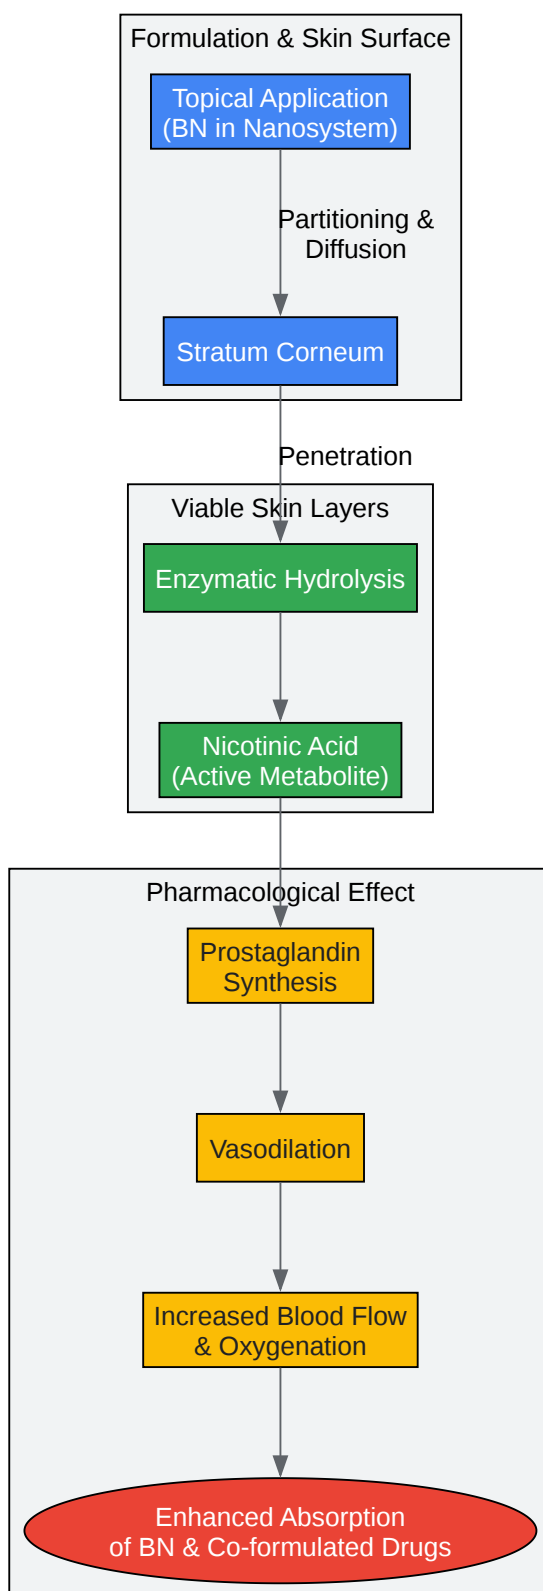 Formulation & Skin Surface
Topical Application
(BN in Nanosystem)
Partitioning &
Diffusion
Stratum Corneum
Penetration
Viable Skin Layers
Enzymatic Hydrolysis
Nicotinic Acid
(Active Metabolite)
Pharmacological Effect
Prostaglandin
Synthesis
Vasodilation
Increased Blood Flow
& Oxygenation
Enhanced Absorption
of BN & Co-formulated Drugs